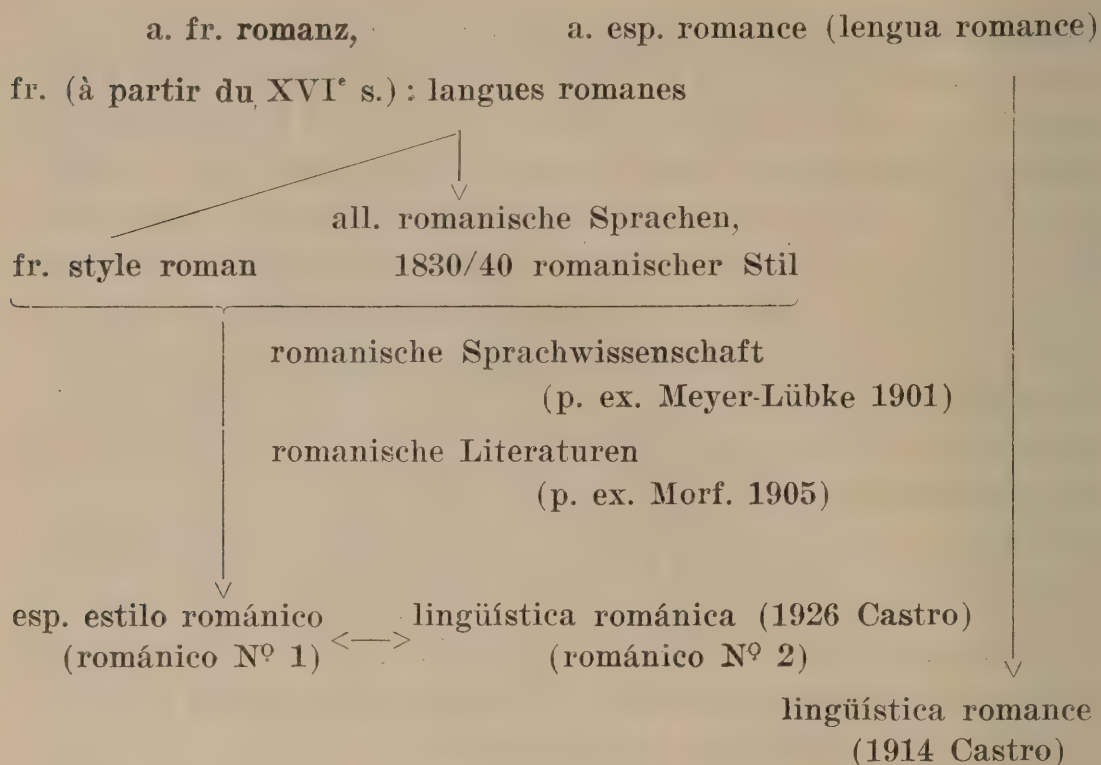 a. fr. romanz, a. esp. romance (lengua romance)
fr. (à partir du XVIᵉ s.) : langues romanes
all. romanische Sprachen,
fr. style roman 1830/40 romanischer Stil
romanische Sprachwissenschaft
(p. ex. Meyer-Lübke 1901)
romanische Literaturen
(p. ex. Morf. 1905)
esp. estilo románico <—> lingüística románica (1926 Castro)
(románico Nº 1) (románico Nº 2)
lingüística romance
(1914 Castro)